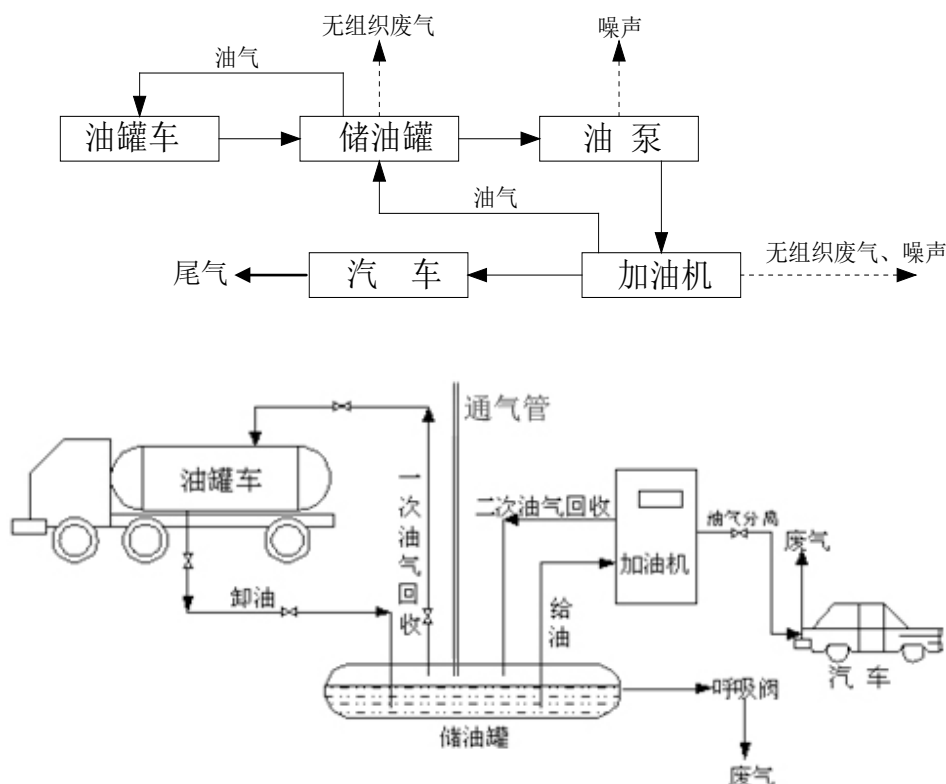 无组织废气
噪声
油气
油罐车
储油罐
油 泵
油气
无组织废气、噪声
尾气
汽 车
加油机
通气管
油罐车
一次油气回收
二次油气回收
油气分离
废气
加油机
卸油
给油
汽 车
呼吸阀
储油罐
废气